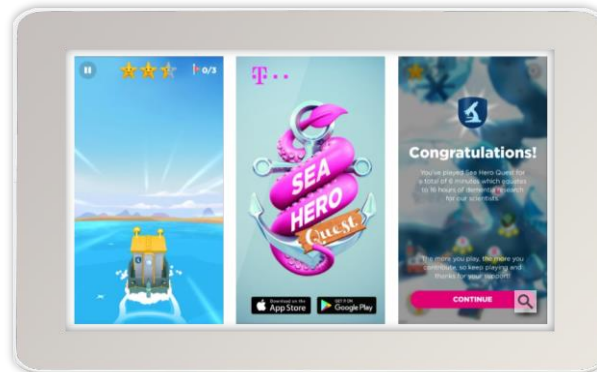 0/3
T
SEA
HERO
Quest
Download on the
App Store
GET IT ON
Google Play
Congratulations!
You've played Sea Hero Quest for
a total of 6 minutes which equates
to 16 hours of dementia research
for our scientists.
The more you play, the more you
contribute, so keep playing and
thanks for your support!
CONTINUE